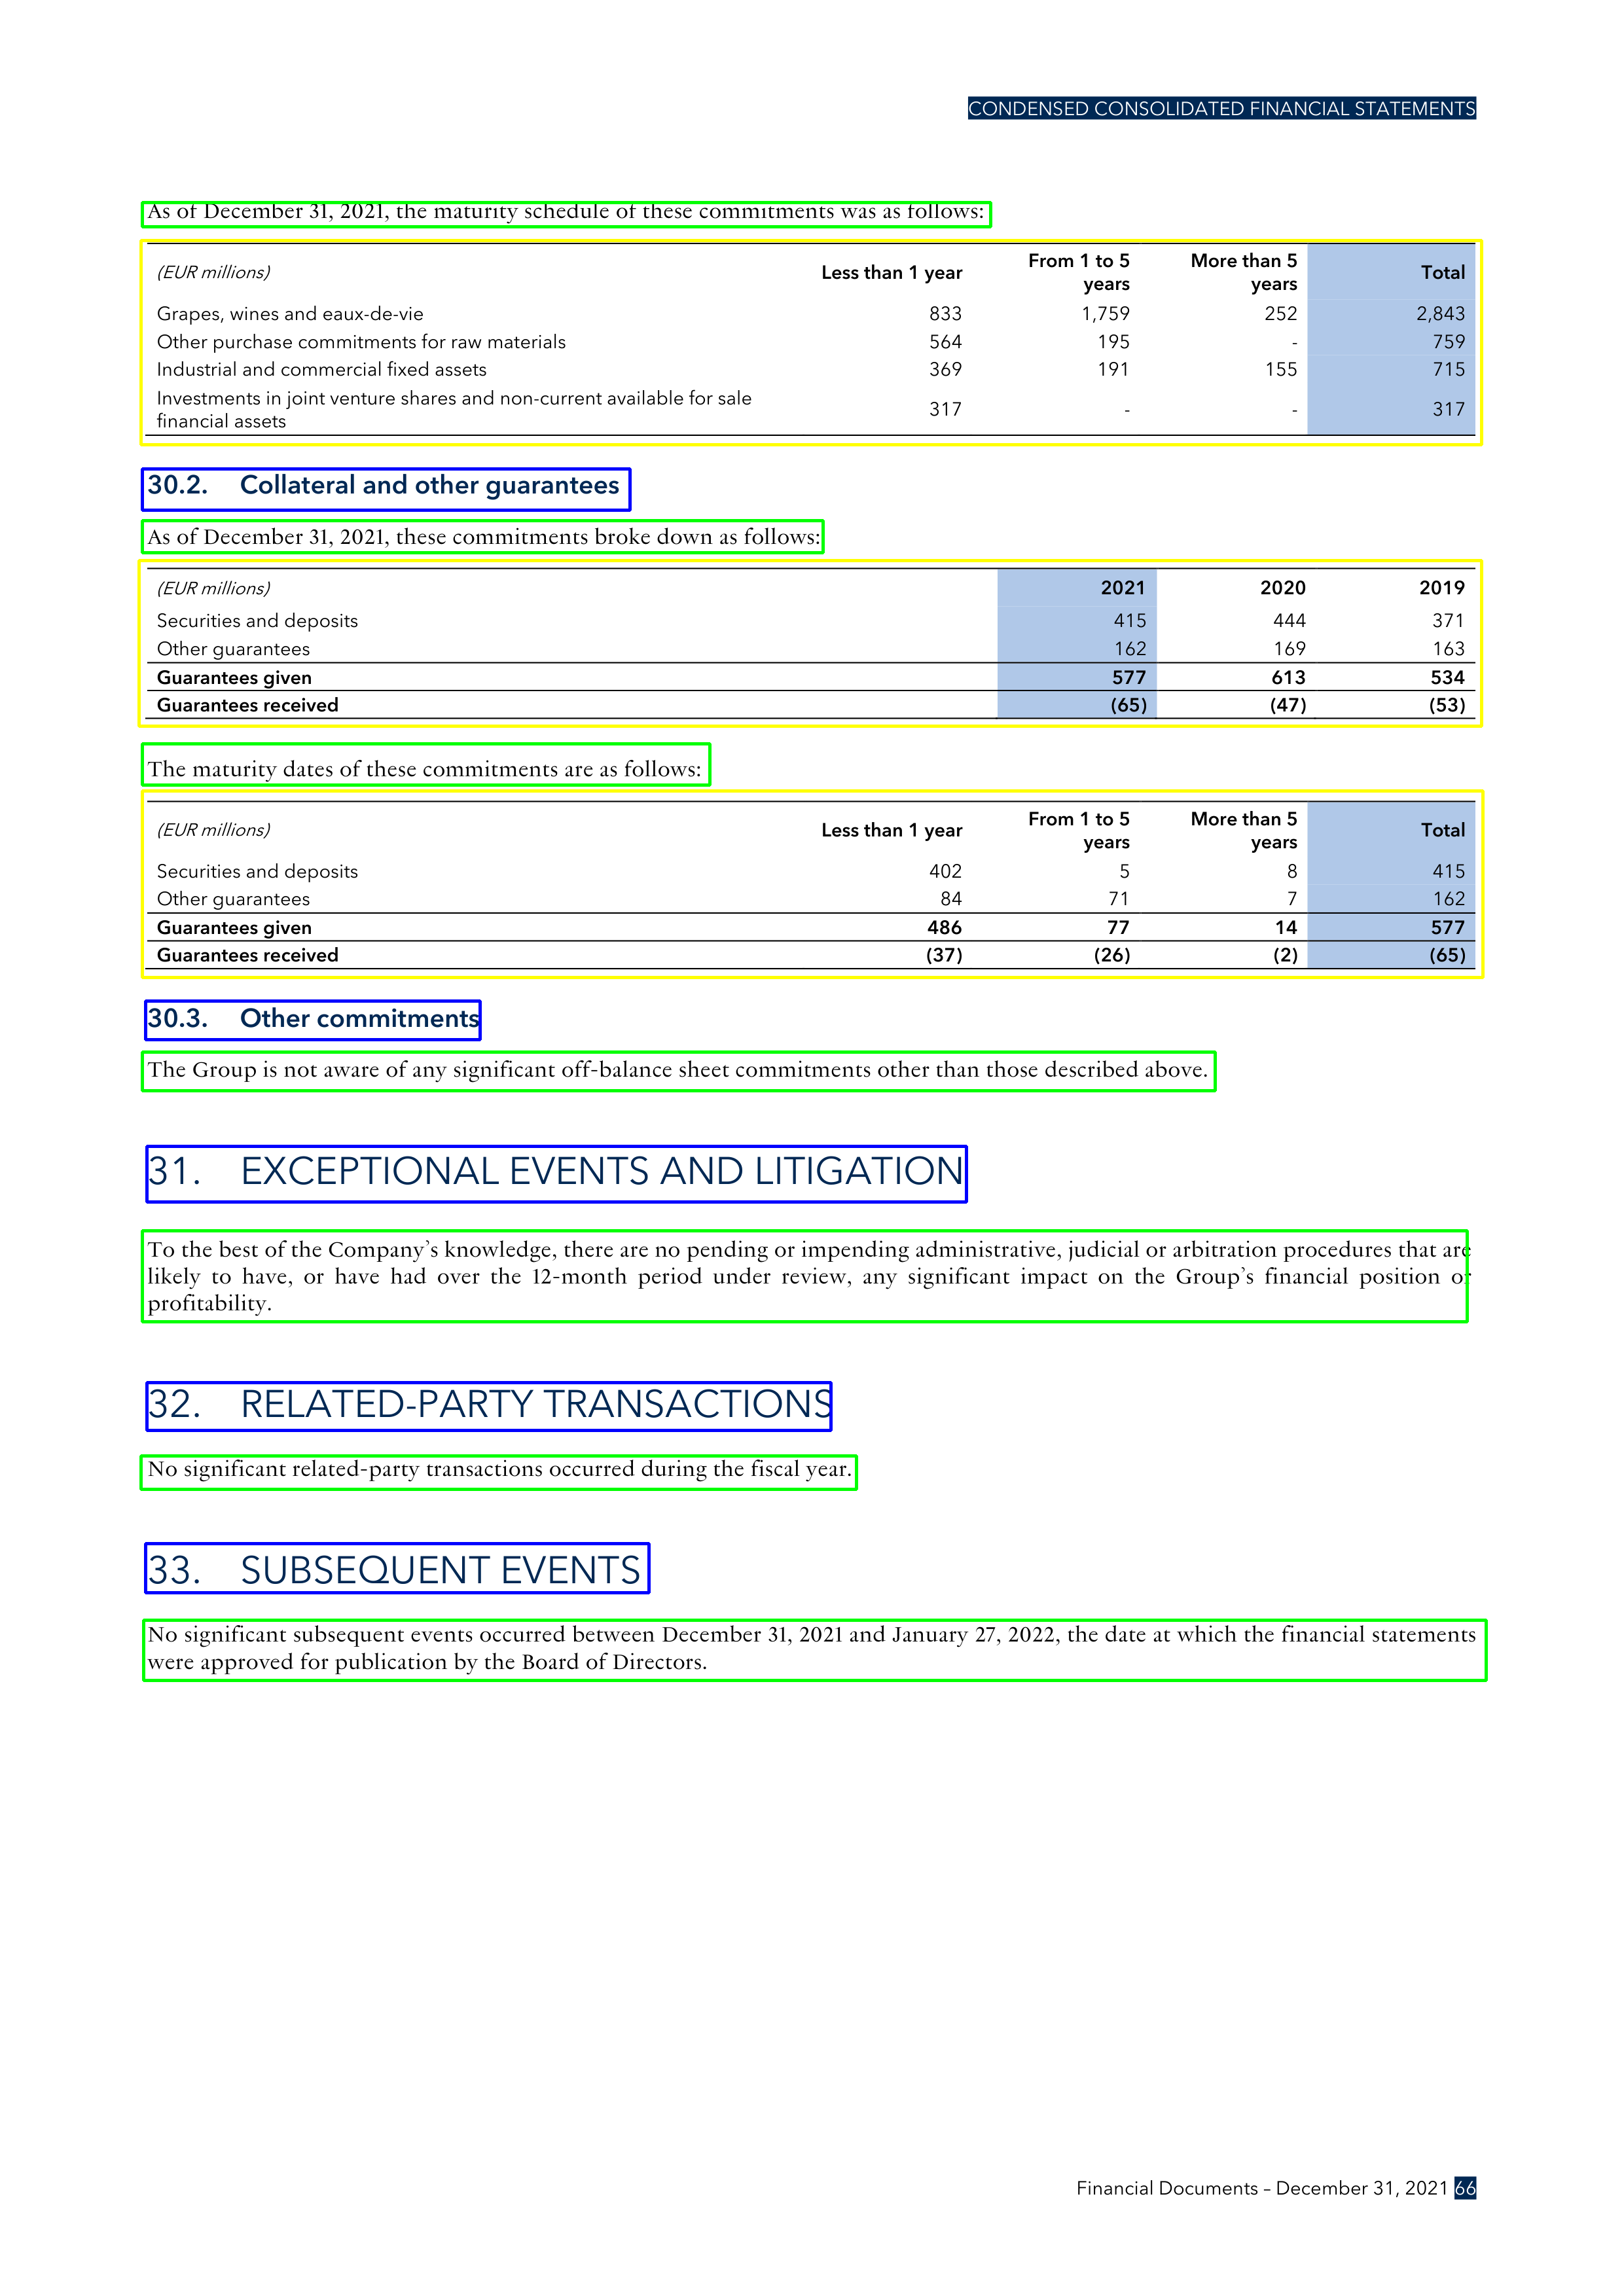 CONDENSED CONSOLIDATED FINANCIAL STATEMENTS
As of December 31, 2021, the maturity schedule of these commitments was as follows:
(EUR millions) Less than 1 year From 1 to 5 years More than 5 years Total
Grapes, wines and eaux-de-vie 833 1,759 252 2,843
Other purchase commitments for raw materials 564 195 - 759
Industrial and commercial fixed assets 369 191 155 715
Investments in joint venture shares and non-current available for sale
financial assets 317 - - 317
30.2. Collateral and other guarantees
As of December 31, 2021, these commitments broke down as follows:
(EUR millions) 2021 2020 2019
Securities and deposits 415 444 371
Other guarantees 162 169 163
Guarantees given 577 613 534
Guarantees received (65) (47) (53)
The maturity dates of these commitments are as follows:
(EUR millions) Less than 1 year From 1 to 5 years More than 5 years Total
Securities and deposits 402 5 8 415
Other guarantees 84 71 7 162
Guarantees given 486 77 14 577
Guarantees received (37) (26) (2) (65)
30.3. Other commitments
The Group is not aware of any significant off-balance sheet commitments other than those described above.
31. EXCEPTIONAL EVENTS AND LITIGATION
To the best of the Company's knowledge, there are no pending or impending administrative, judicial or arbitration procedures that are
likely to have, or have had over the 12-month period under review, any significant impact on the Group's financial position or
profitability.
32. RELATED-PARTY TRANSACTIONS
No significant related-party transactions occurred during the fiscal year.
33. SUBSEQUENT EVENTS
No significant subsequent events occurred between December 31, 2021 and January 27, 2022, the date at which the financial statements
were approved for publication by the Board of Directors.
Financial Documents – December 31, 2021 66